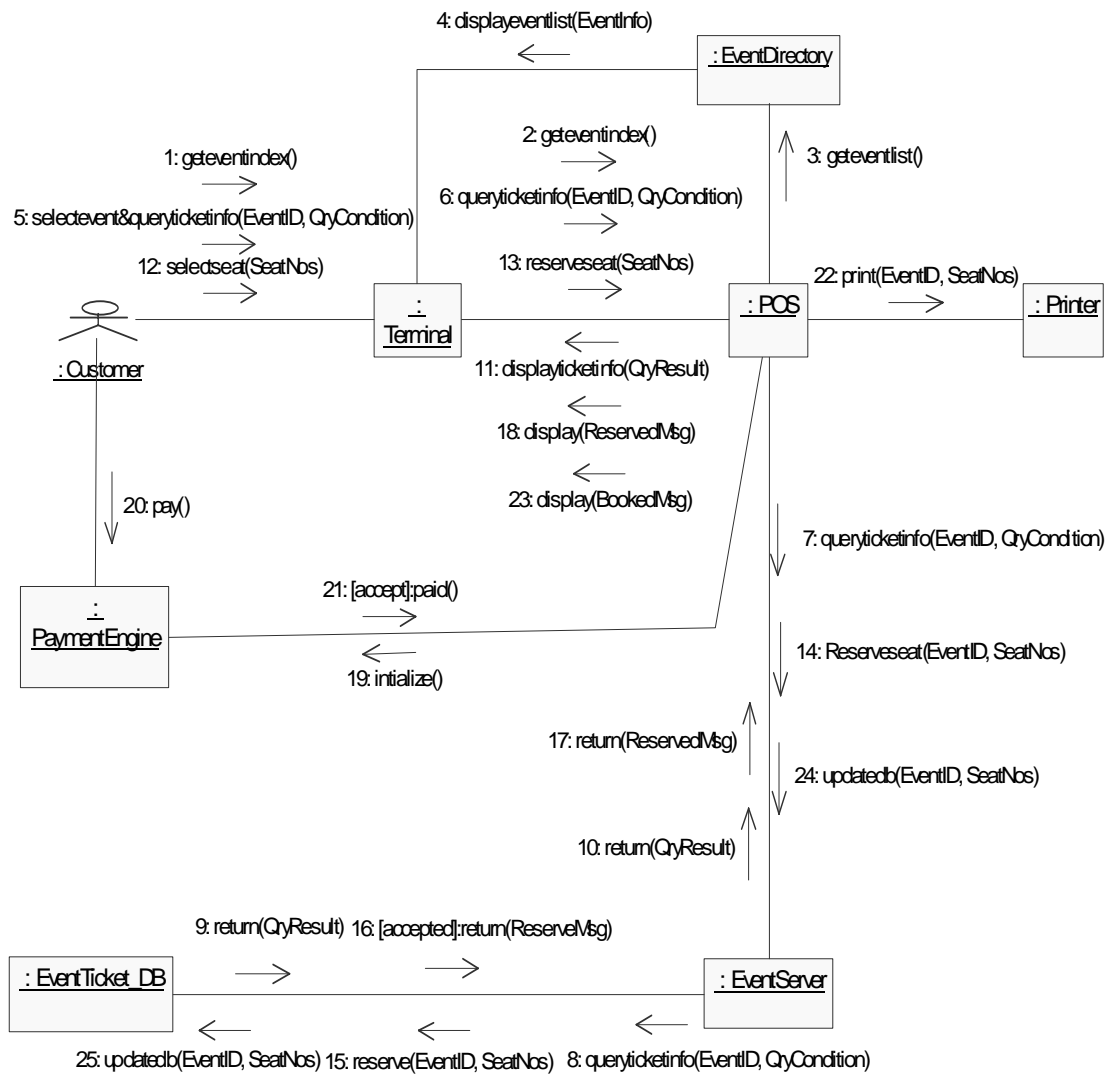 4: displayeventlist(EventInfo)
: EventDirectory
1: geteventindex()
2: geteventindex()
3: geteventlist()
5: selectevent&queryticketinfo(EventID, QryCondition)
6: queryticketinfo(EventID, QryCondition)
12: selectseat(SeatNos)
13: reserveseat(SeatNos)
22: print(EventID, SeatNos)
:
Terminal
: POS
: Printer
: Customer
11: displayticketinfo(QryResult)
18: display(ReservedMsg)
23: display(BookedMsg)
20: pay()
7: queryticketinfo(EventID, QryCondition)
21: [accept]:paid()
:
PaymentEngine
19: intialize()
14: Reserveseat(EventID, SeatNos)
17: return(ReservedMsg)
24: updatedb(EventID, SeatNos)
10: return(QryResult)
9: return(QryResult)
16: [accepted]:return(ReserveMsg)
: EventTicket_DB
: EventServer
25: updatedb(EventID, SeatNos)
15: reserve(EventID, SeatNos)
8: queryticketinfo(EventID, QryCondition)